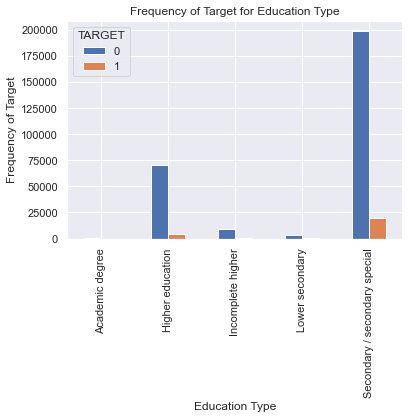 Frequency of Target for Education Type
TARGET
0
1
Frequency of Target
200000
175000
150000
125000
100000
75000
50000
25000
0
Academic degree
Higher education
Incomplete higher
Lower secondary
Secondary / secondary special
Education Type